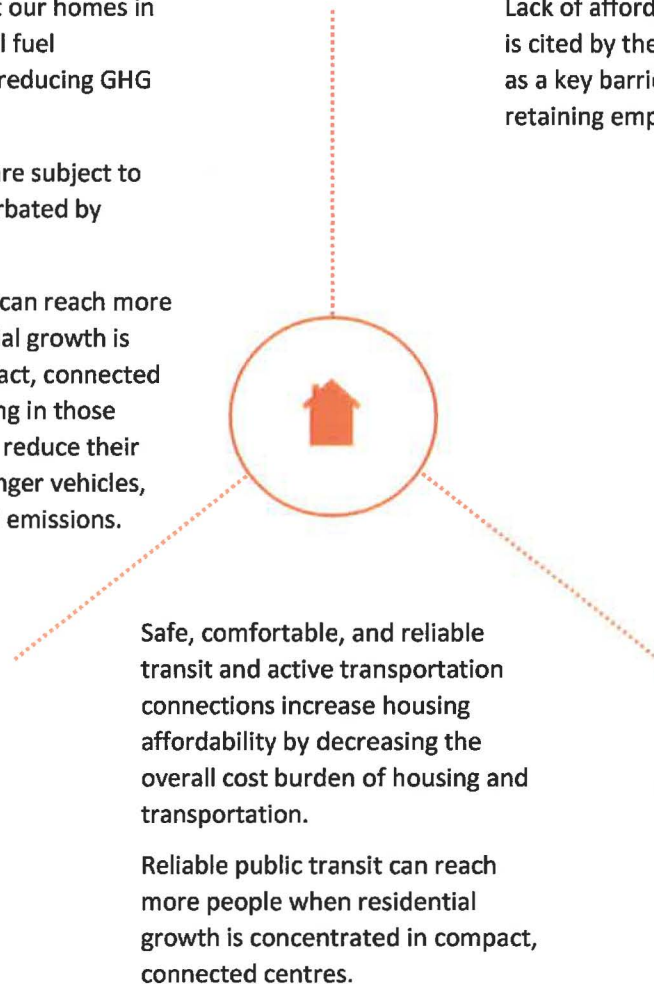 our homes in
fuel
reducing GHG
re subject to
rbated by
can reach more
al growth is
act, connected
ng in those
reduce their
nger vehicles,
emissions.
Lack of afford
is cited by the
as a key barri
retaining emp
Safe, comfortable, and reliable
transit and active transportation
connections increase housing
affordability by decreasing the
overall cost burden of housing and
transportation.
Reliable public transit can reach
more people when residential
growth is concentrated in compact,
connected centres.